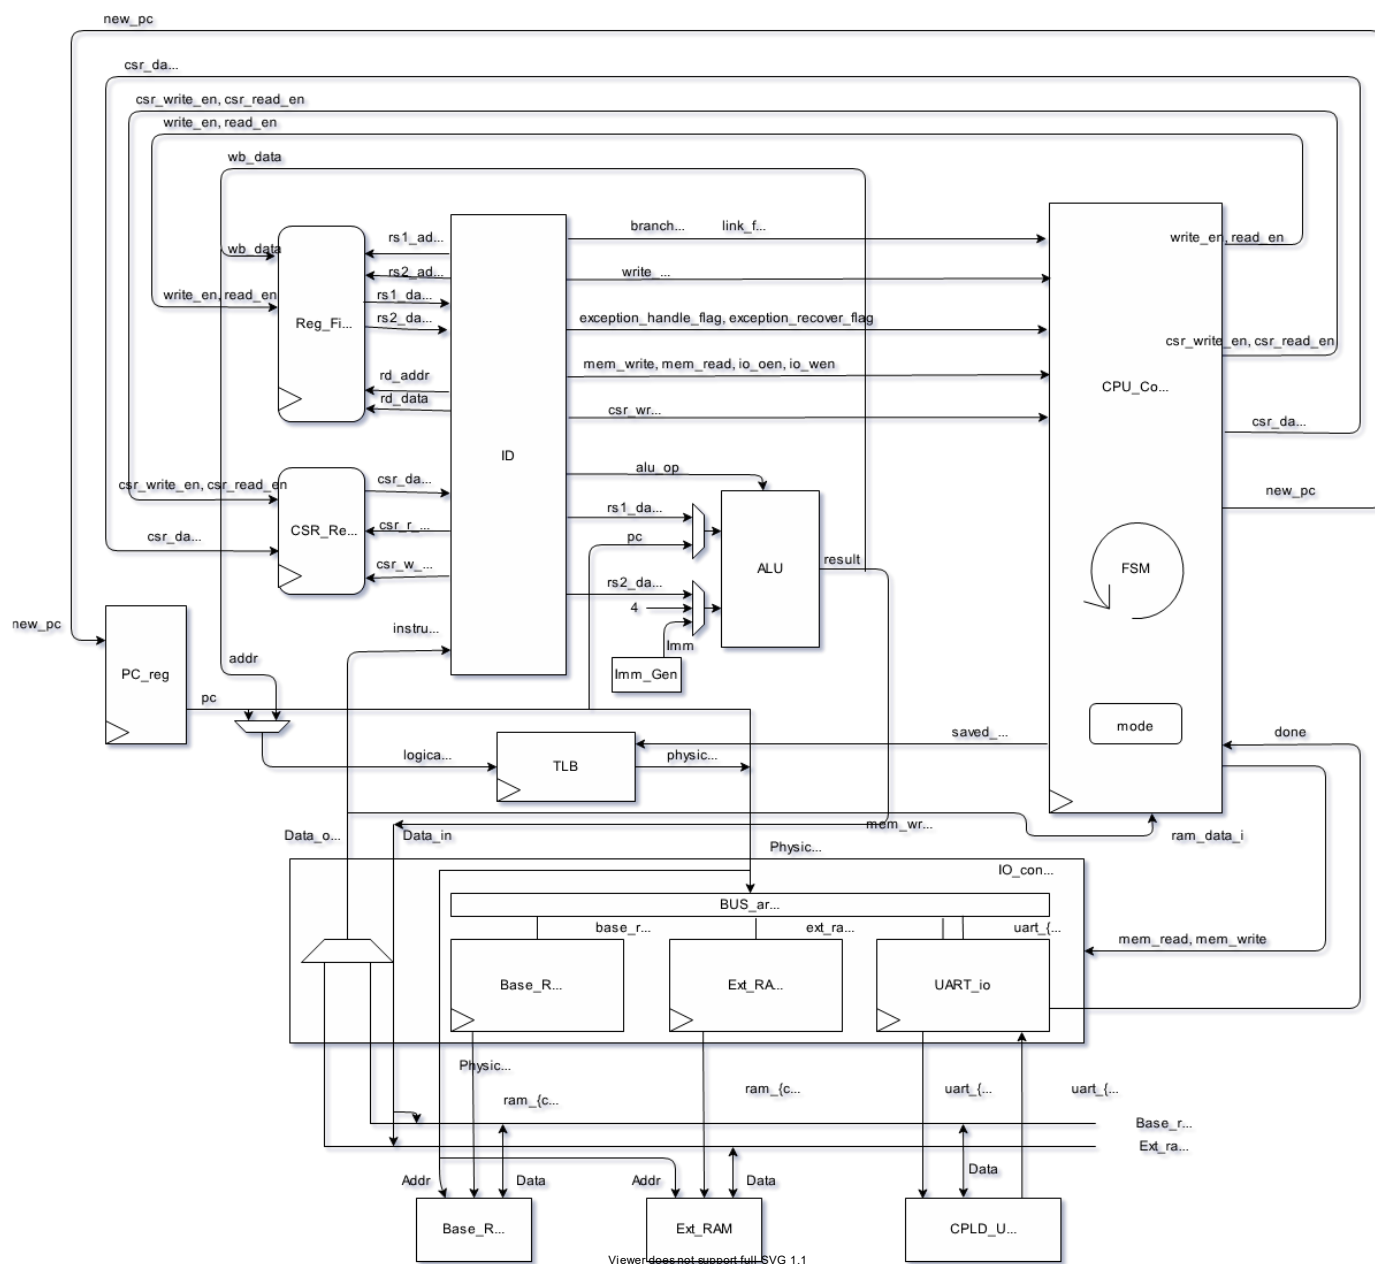 new_pc
csr_da...
csr_write_en, csr_read_en
write_en, read_en
wb_data
branch...
link_f...
rs1_ad...
write_en, read_en
wb_data
rs2_ad...
write_...
write_en, read_en
rs1_da...
Reg_Fi...
rs2_da...
exception_handle_flag, exception_recover_flag
csr_write_en, csr_read_en
mem_write, mem_read, io_oen, io_wen
rd_addr
CPU_Co...
rd_data
csr_wr...
csr_da...
ID
alu_op
csr_write_en, csr_read_en
csr_da...
new_pc
rs1_da...
CSR_Re...
csr_r_...
csr_da...
pc
result
ALU
FSM
csr_w_...
rs2_da...
4
new_pc
instru...
Imm
addr
PC_reg
Imm_Gen
pc
mode
saved_...
done
logica...
TLB
physic...
Data_o...
Data_in
mem_wr...
ram_data_i
Physic...
IO_con...
BUS_ar...
base_r...
ext_ra...
uart_{...
mem_read, mem_write
Base_R...
Ext_RA...
UART_io
Physic...
ram_{c...
ram_{c...
uart_{...
uart_{...
Base_r...
Ext_ra...
Data
Addr
Data
Addr
Data
Base_R...
Ext_RAM
CPLD_U...
Viewer does not support full SVG 1.1